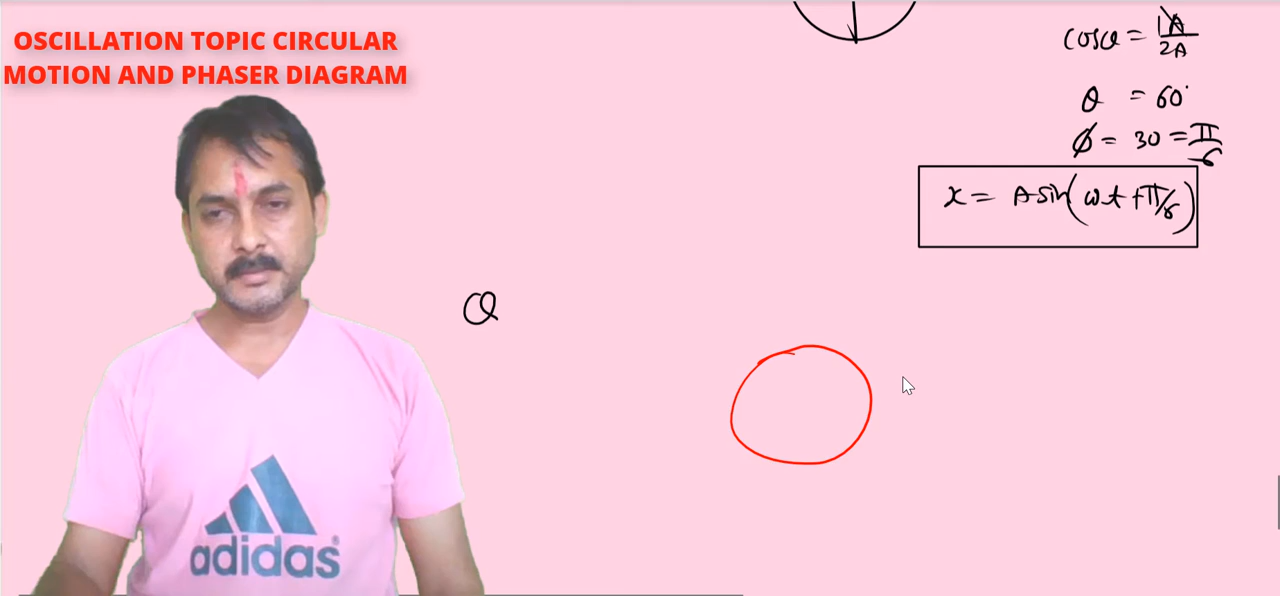 OSCILLATION TOPIC CIRCULAR
MOTION AND PHASER DIAGRAM
cosθ = 1A/2A
θ = 60°
ϕ = 30 = π/6
x = A sin(ωt + π/6)
Q
adidas